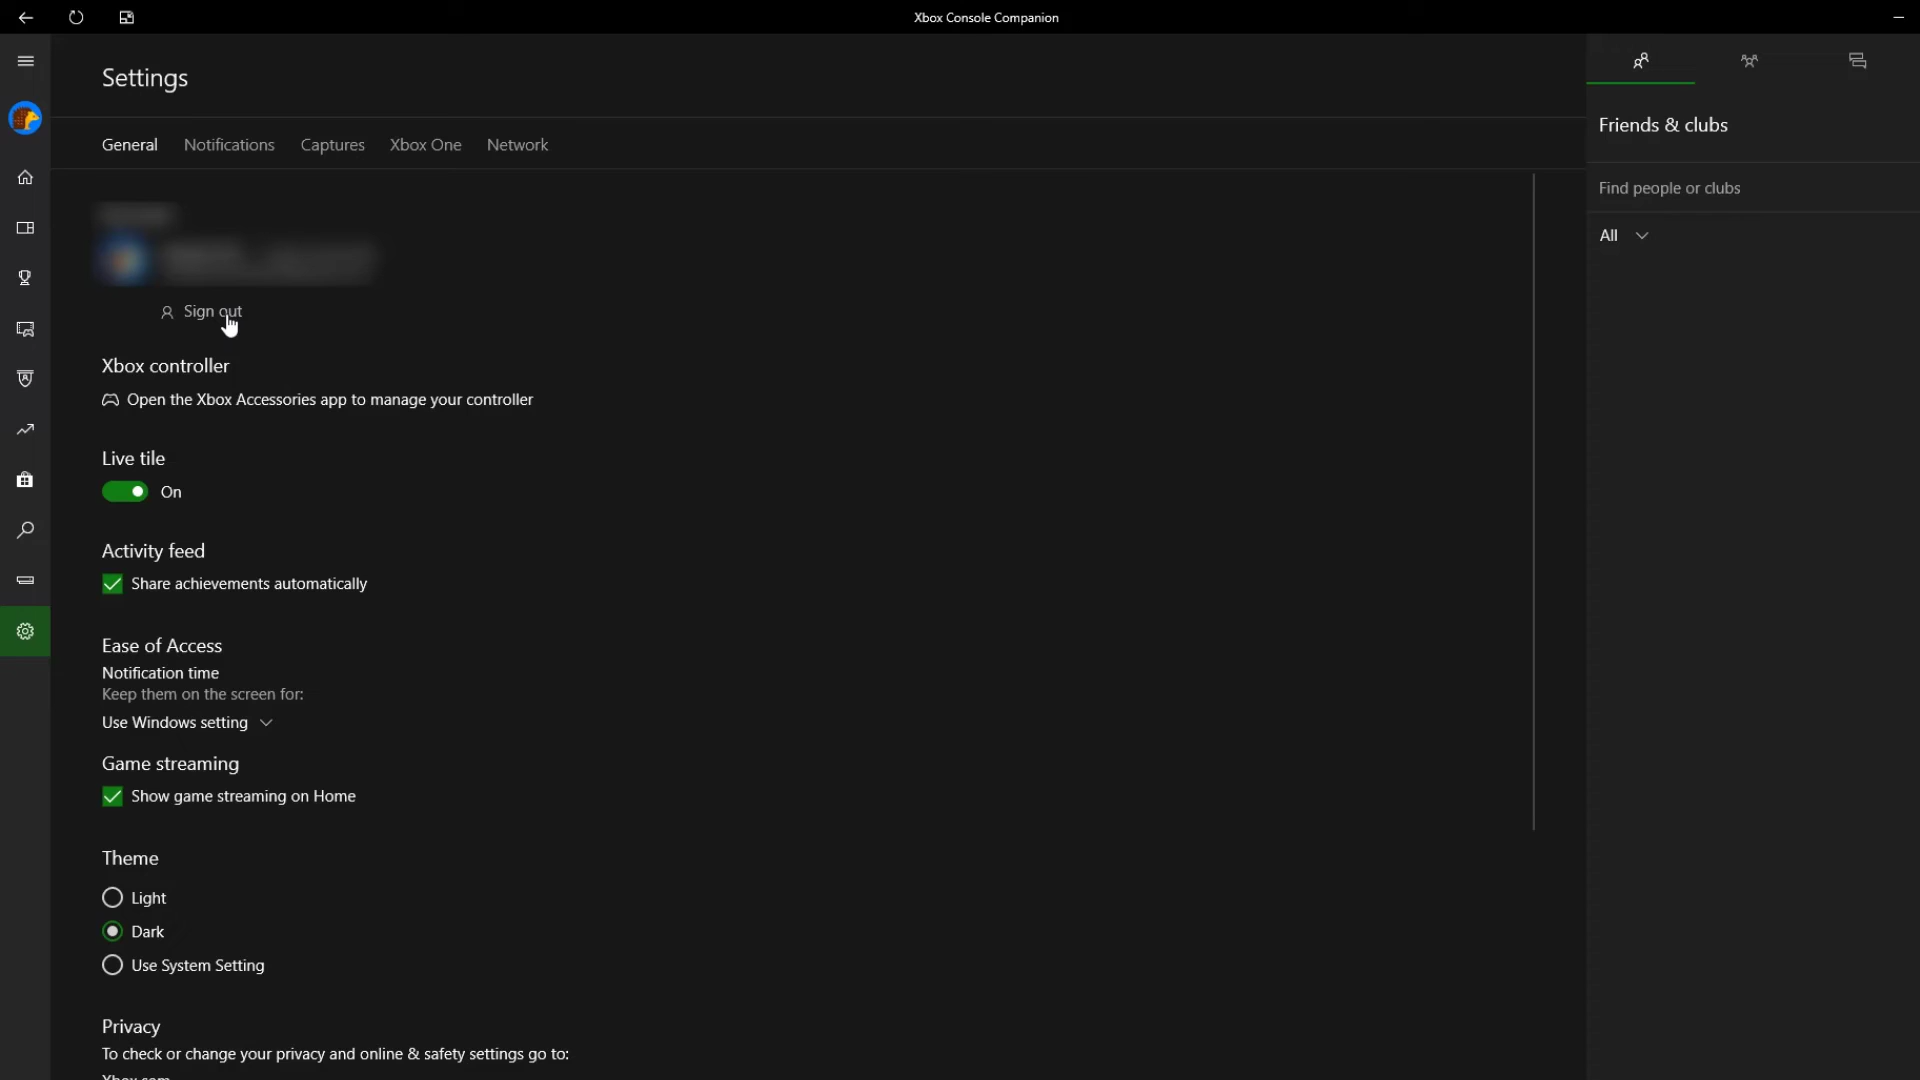 Xbox Console Companion
Settings
General Notifications Captures Xbox One Network
Sign out
Xbox controller
Open the Xbox Accessories app to manage your controller
Live tile
On
Activity feed
Share achievements automatically
Ease of Access
Notification time
Keep them on the screen for:
Use Windows setting
Game streaming
Show game streaming on Home
Theme
Light
Dark
Use System Setting
Privacy
To check or change your privacy and online & safety settings go to:
Xbox.com
Friends & clubs
Find people or clubs
All